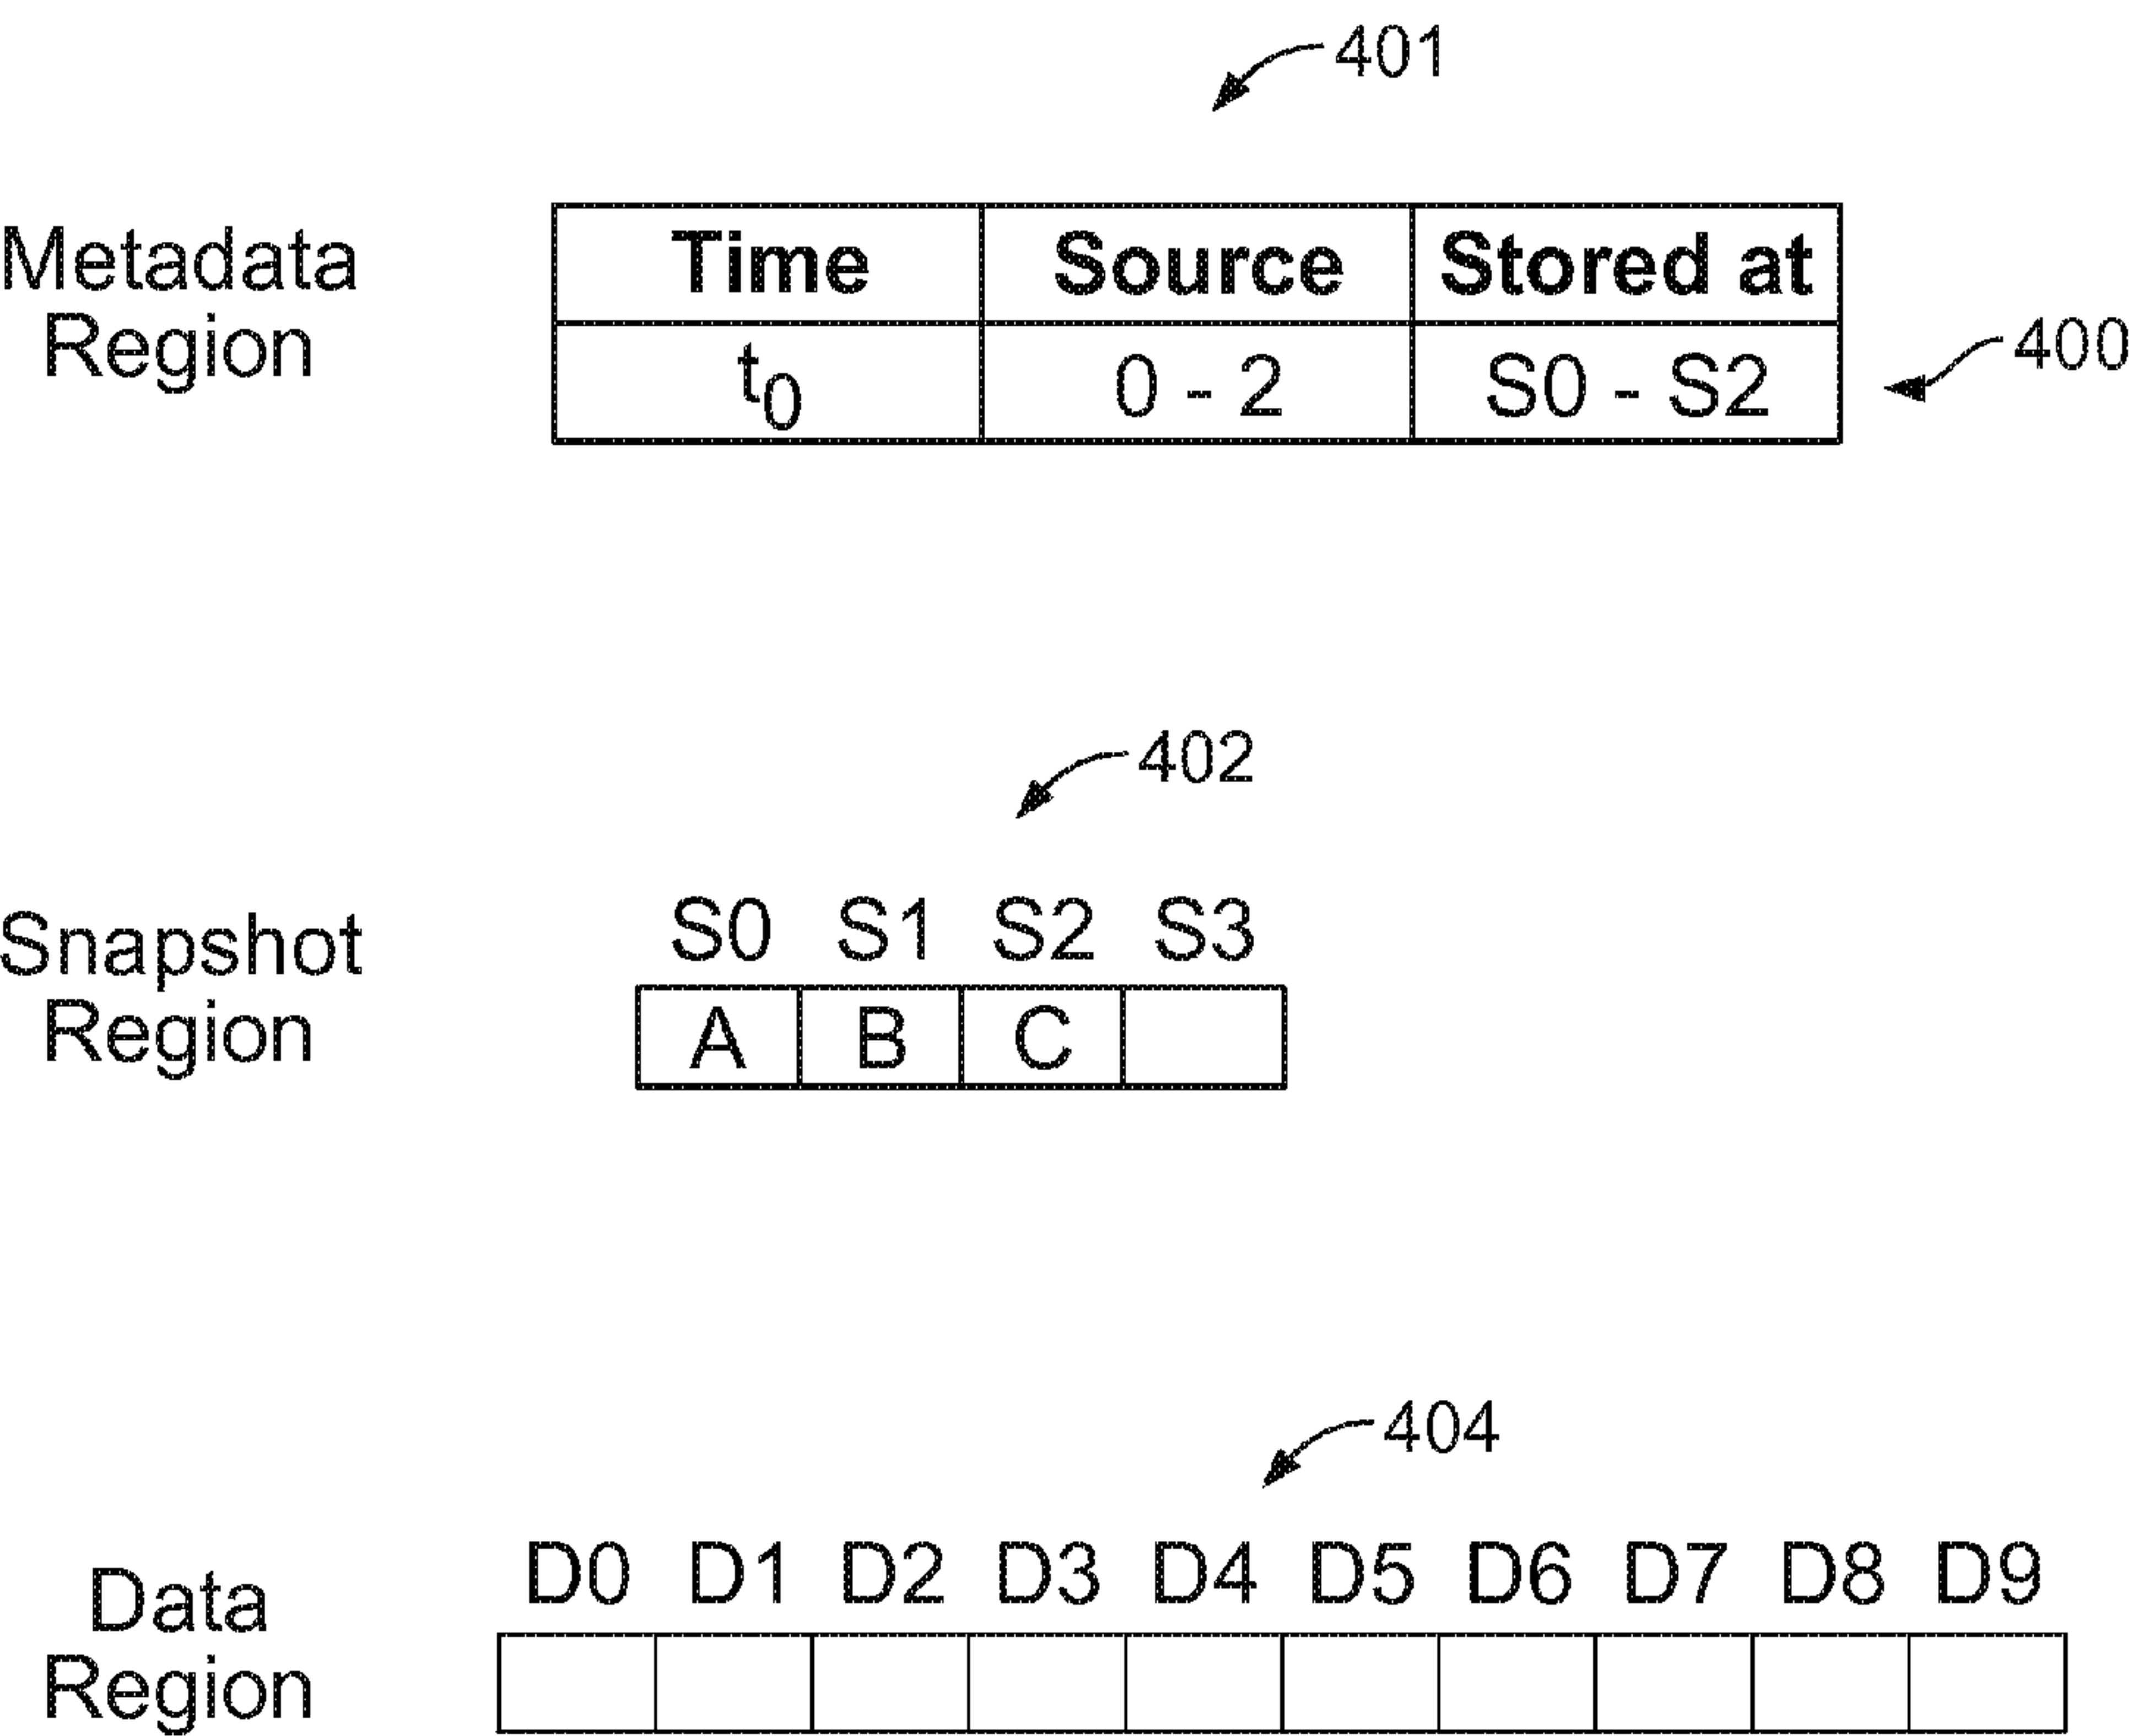 401
Metadata
Region
Time Source Stored at
t0 0 - 2 S0 - S2
400
402
Snapshot
Region
S0 S1 S2 S3
A B C
404
Data
Region
D0 D1 D2 D3 D4 D5 D6 D7 D8 D9